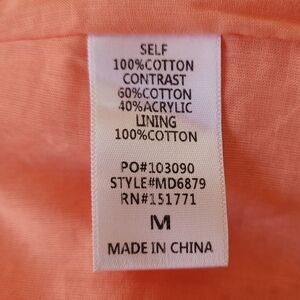 SELF
100%COTTON
CONTRAST
60%COTTON
40%ACRYLIC
LINING
100%COTTON
PO#103090
STYLE#MD6879
RN#151771
M
MADE IN CHINA